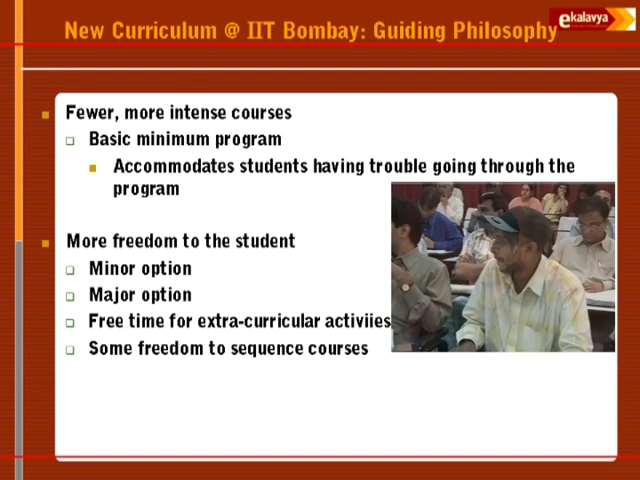 New Curriculum @ IIT Bombay: Guiding Philosophy
ekalavya
Fewer, more intense courses
Basic minimum program
Accommodates students having trouble going through the
program
More freedom to the student
Minor option
Major option
Free time for extra-curricular activiies
Some freedom to sequence courses